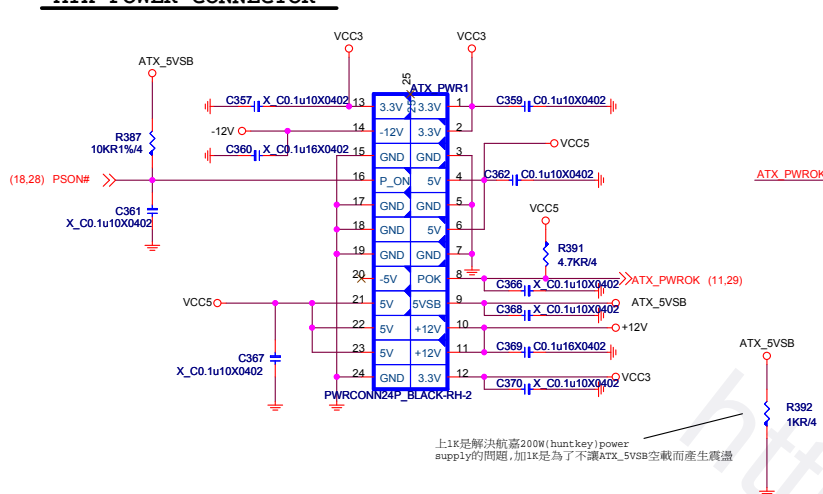 ATX POWER CONNECTOR
VCC3
VCC3
ATX_5VSB
25
ATX_PWR1
C357
X_C0.1u10X0402
13
3.3V
25
3.3V
1
C359
C0.1u10X0402
-12V
14
-12V
3.3V
2
R387
10KR1%/4
C360
X_C0.1u16X0402
15
GND
GND
3
VCC5
(18,28)
PSON#
16
P_ON
5V
4
C362
C0.1u10X0402
ATX_PWROK
C361
X_C0.1u10X0402
17
GND
GND
5
VCC5
18
GND
5V
6
R391
4.7KR/4
19
GND
GND
7
20
-5V
POK
8
ATX_PWROK
(11,29)
C366
X_C0.1u10X0402
VCC5
21
5V
5VSB
9
ATX_5VSB
C368
X_C0.1u10X0402
22
5V
+12V
10
+12V
23
5V
+12V
11
C369
C0.1u16X0402
ATX_5VSB
C367
X_C0.1u10X0402
24
GND
3.3V
12
VCC3
C370
X_C0.1u10X0402
PWRCONN24P_BLACK-RH-2
R392
1KR/4
上1K是解決航嘉200W(huntkey)power
supply的問題,加1K是為了不讓ATX_5VSB空載而產生震盪
htt